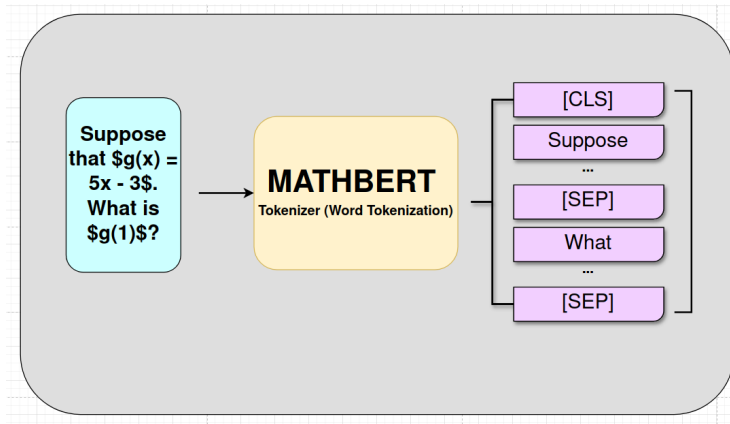 Suppose
that $g(x) =
5x - 3$.
What is
$g(1)$?
MATHBERT
Tokenizer (Word Tokenization)
[CLS]
Suppose
...
[SEP]
What
...
[SEP]